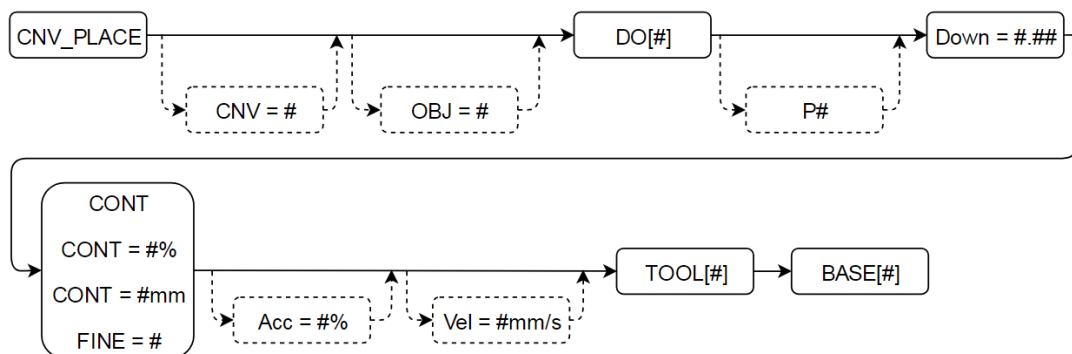 CNV_PLACE
CNV = #
OBJ = #
DO[#]
P#
Down = #.##
CONT
CONT = #%
CONT = #mm
FINE = #
Acc = #%
Vel = #mm/s
TOOL[#]
BASE[#]